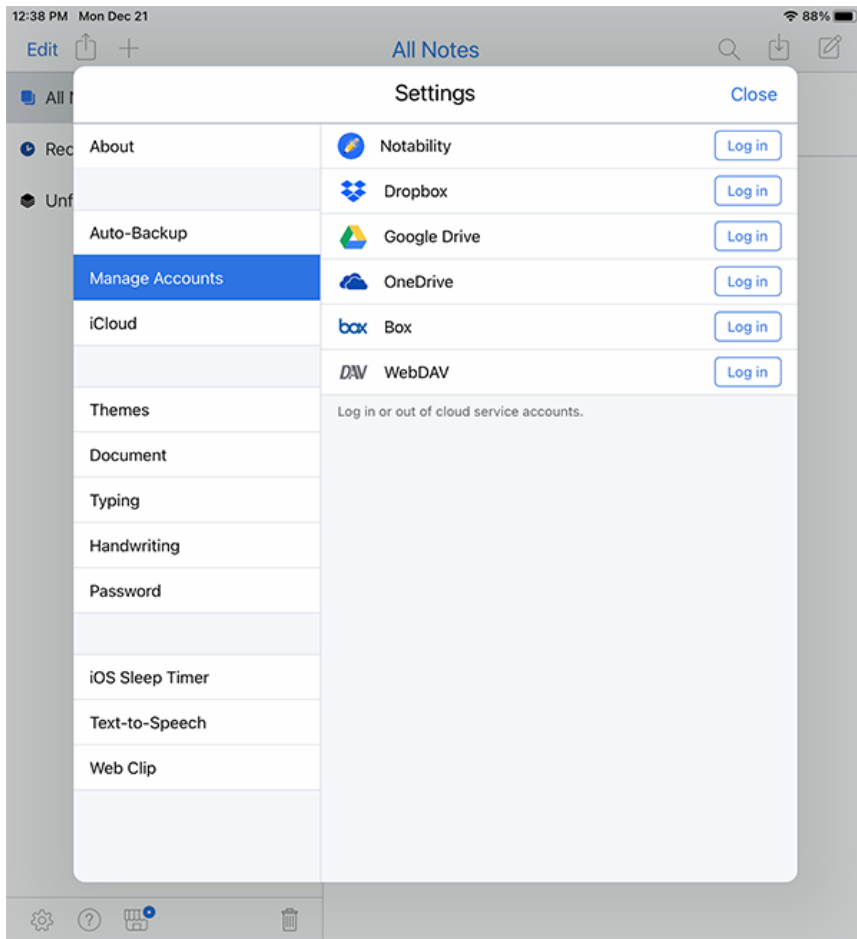 12:38 PM Mon Dec 21 88%
Edit All Notes
All
Rec
Unf
Settings Close
About
Auto-Backup
Manage Accounts
iCloud
Themes
Document
Typing
Handwriting
Password
iOS Sleep Timer
Text-to-Speech
Web Clip
Notability Log in
Dropbox Log in
Google Drive Log in
OneDrive Log in
box Box Log in
DAV WebDAV Log in
Log in or out of cloud service accounts.